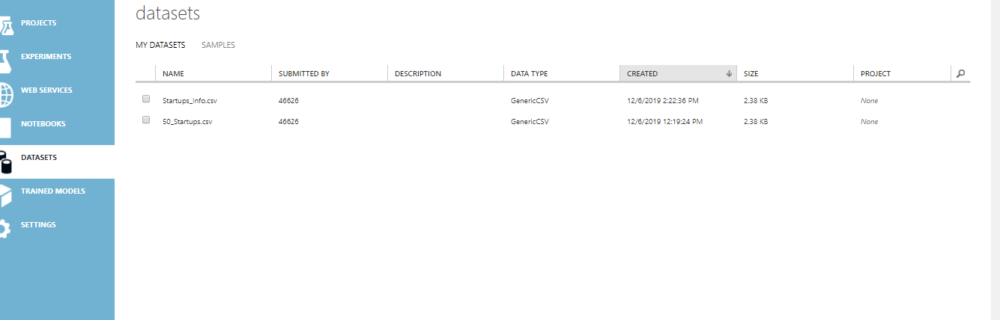 datasets
PROJECTS
MY DATASETS SAMPLES
EXPERIMENTS
NAME SUBMITTED BY DESCRIPTION DATA TYPE CREATED SIZE PROJECT
WEB SERVICES
Startups_Info.csv 46626 GenericCSV 12/6/2019 2:22:36 PM 2.38 KB None
50_Startups.csv 46626 GenericCSV 12/6/2019 12:19:24 PM 2.38 KB None
NOTEBOOKS
DATASETS
TRAINED MODELS
SETTINGS